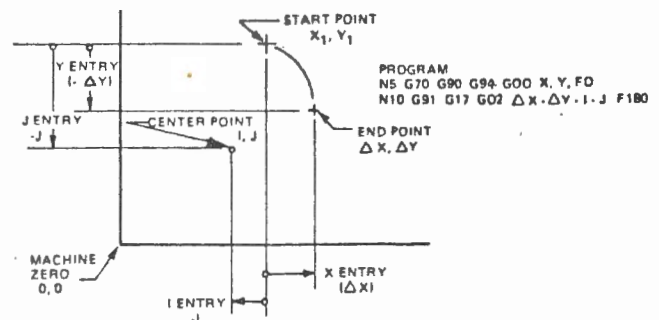 START POINT
X1, Y1
Y ENTRY
(- ΔY)
PROGRAM
N5 G70 G90 G94 G00 X, Y, F0
N10 G91 G17 G02 ΔX-ΔY-I-J F180
J ENTRY
-J
CENTER POINT
I, J
END POINT
ΔX, ΔY
MACHINE
ZERO
0,0
X ENTRY
(ΔX)
I ENTRY
-I